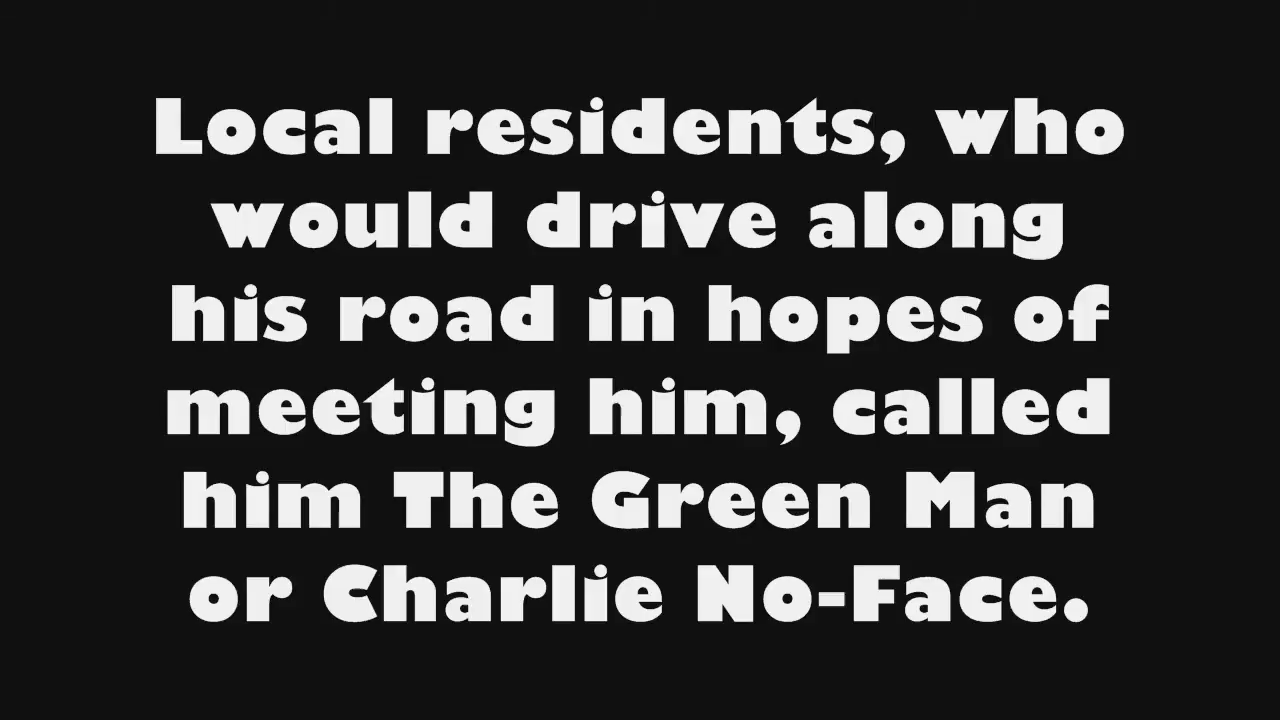 Local residents, who
would drive along
his road in hopes of
meeting him, called
him The Green Man
or Charlie No-Face.